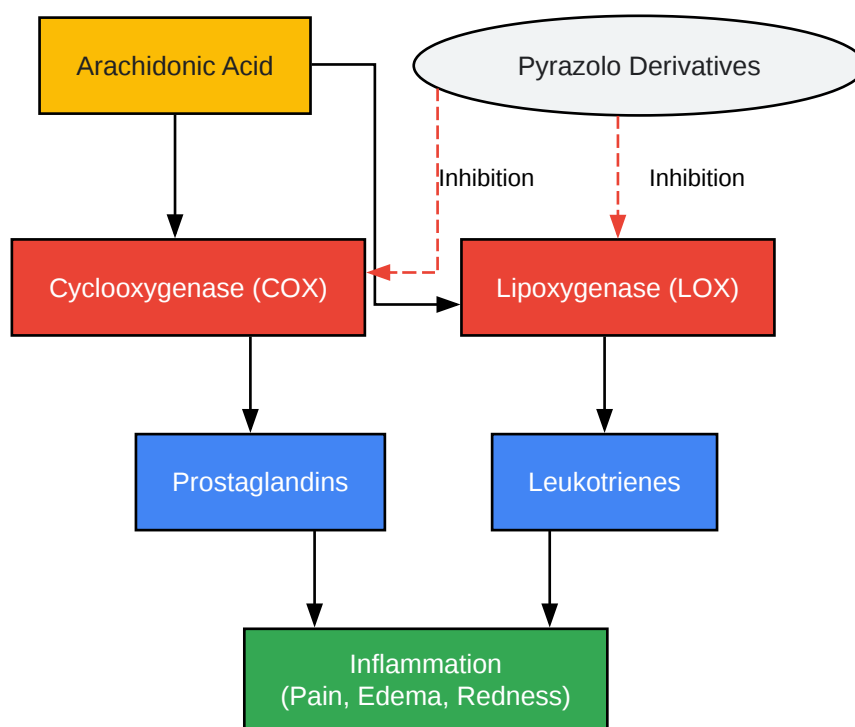 Arachidonic Acid
Pyrazolo Derivatives
Inhibition
Inhibition
Cyclooxygenase (COX)
Lipoxygenase (LOX)
Prostaglandins
Leukotrienes
Inflammation
(Pain, Edema, Redness)